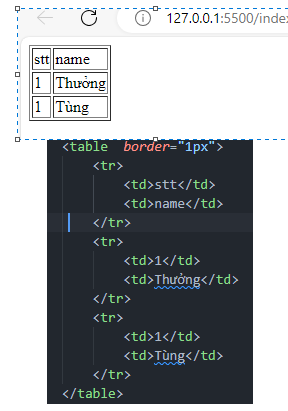 127.0.0.1:5500/index
stt name
1 Thưởng
1 Tùng
<table  border="1px">
<tr>
<td>stt</td>
<td>name</td>
</tr>
<tr>
<td>1</td>
<td>Thưởng</td>
</tr>
<tr>
<td>1</td>
<td>Tùng</td>
</tr>
</table>